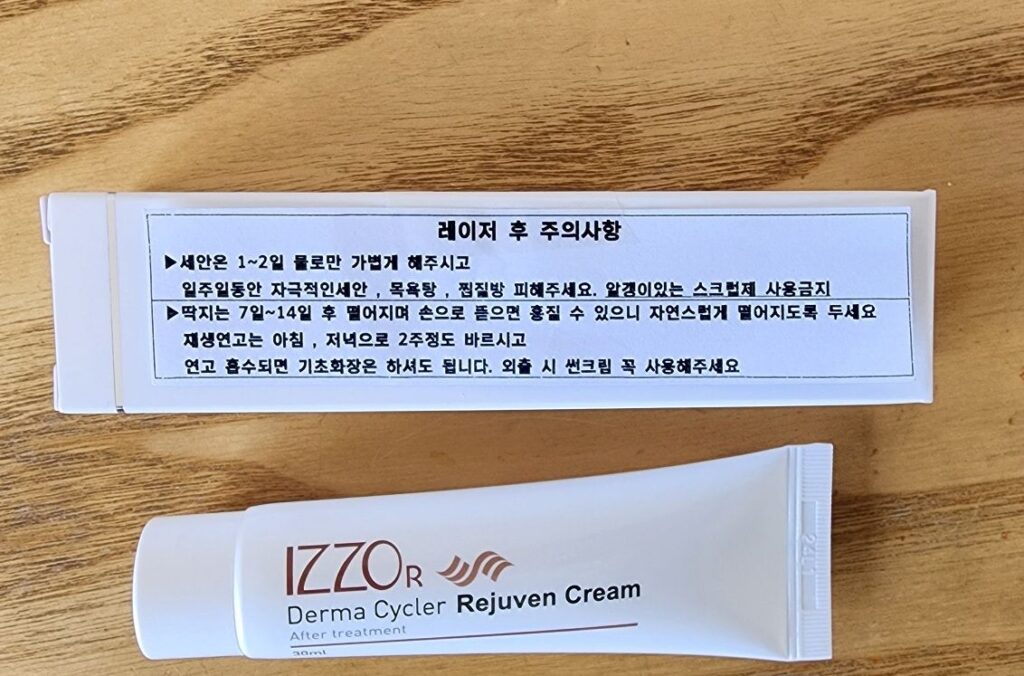 레이저 후 주의사항
▶세안은 1~2일 물로만 가볍게 해주시고
일주일동안 자극적인세안 , 목욕탕 , 찜질방 피해주세요. 알갱이있는 스크럽제 사용금지
▶딱지는 7일~14일 후 떨어지며 손으로 뜯으면 흉질 수 있으니 자연스럽게 떨어지도록 두세요
재생연고는 아침 , 저녁으로 2주정도 바르시고
연고 흡수되면 기초화장은 하셔도 됩니다. 외출 시 썬크림 꼭 사용해주세요
IZZOR
Derma Cycler Rejuven Cream
After treatment
30ml